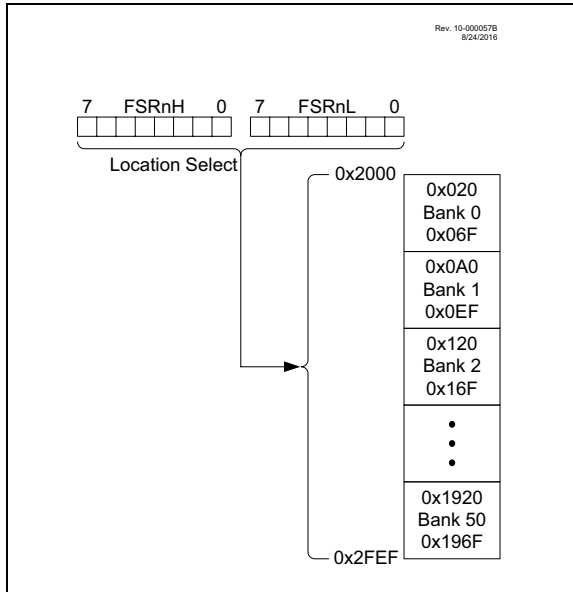 Rev. 10-000057B
8/24/2016
7 FSRnH 0 7 FSRnL 0
Location Select
0x2000
0x020
Bank 0
0x06F
0x0A0
Bank 1
0x0EF
0x120
Bank 2
0x16F
0x1920
Bank 50
0x196F
0x2FEF